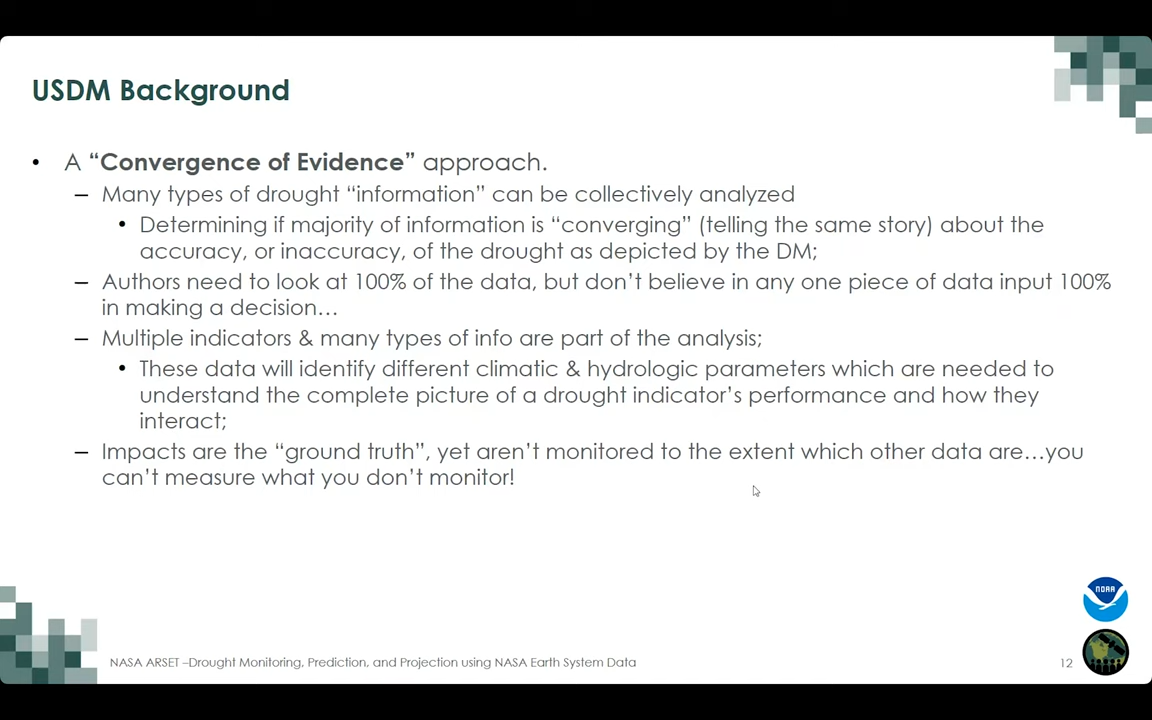 USDM Background
• A “Convergence of Evidence” approach.
– Many types of drought “information” can be collectively analyzed
• Determining if majority of information is “converging” (telling the same story) about the
accuracy, or inaccuracy, of the drought as depicted by the DM;
– Authors need to look at 100% of the data, but don’t believe in any one piece of data input 100%
in making a decision…
– Multiple indicators & many types of info are part of the analysis;
• These data will identify different climatic & hydrologic parameters which are needed to
understand the complete picture of a drought indicator’s performance and how they
interact;
– Impacts are the “ground truth”, yet aren’t monitored to the extent which other data are…you
can’t measure what you don’t monitor!
NOAA
NASA ARSET –Drought Monitoring, Prediction, and Projection using NASA Earth System Data
12